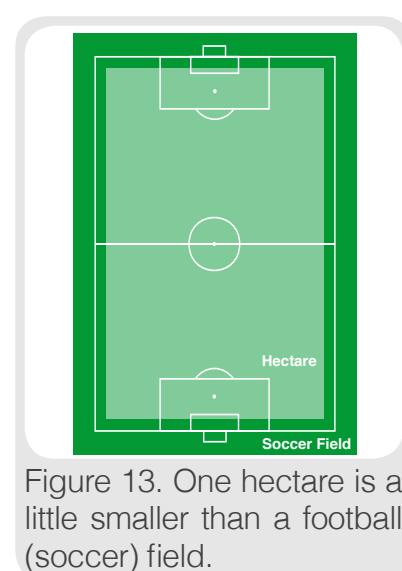 Hectare
Soccer Field
Figure 13. One hectare is a
little smaller than a football
(soccer) field.